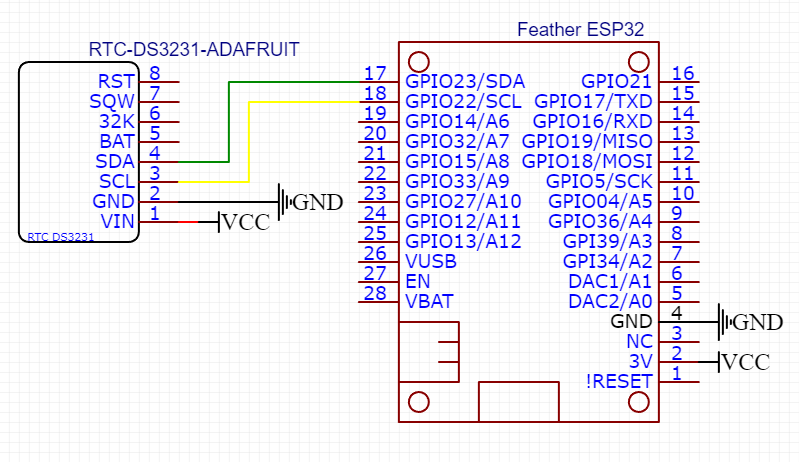 Feather ESP32
RTC-DS3231-ADAFRUIT
RST 8
SQW 7
32K 6
BAT 5
SDA 4
SCL 3
GND 2
VIN 1
RTC DS3231
GND
VCC
17 GPIO23/SDA
18 GPIO22/SCL
19 GPIO14/A6
20 GPIO32/A7
21 GPIO15/A8
22 GPIO33/A9
23 GPIO27/A10
24 GPIO12/A11
25 GPIO13/A12
26 VUSB
27 EN
28 VBAT
GPIO21 16
GPIO17/TXD 15
GPIO16/RXD 14
GPIO19/MISO 13
GPIO18/MOSI 12
GPIO5/SCK 11
GPIO04/A5 10
GPIO36/A4 9
GPI39/A3 8
GPI34/A2 7
DAC1/A1 6
DAC2/A0 5
GND 4
NC 3
3V 2
!RESET 1
GND
VCC